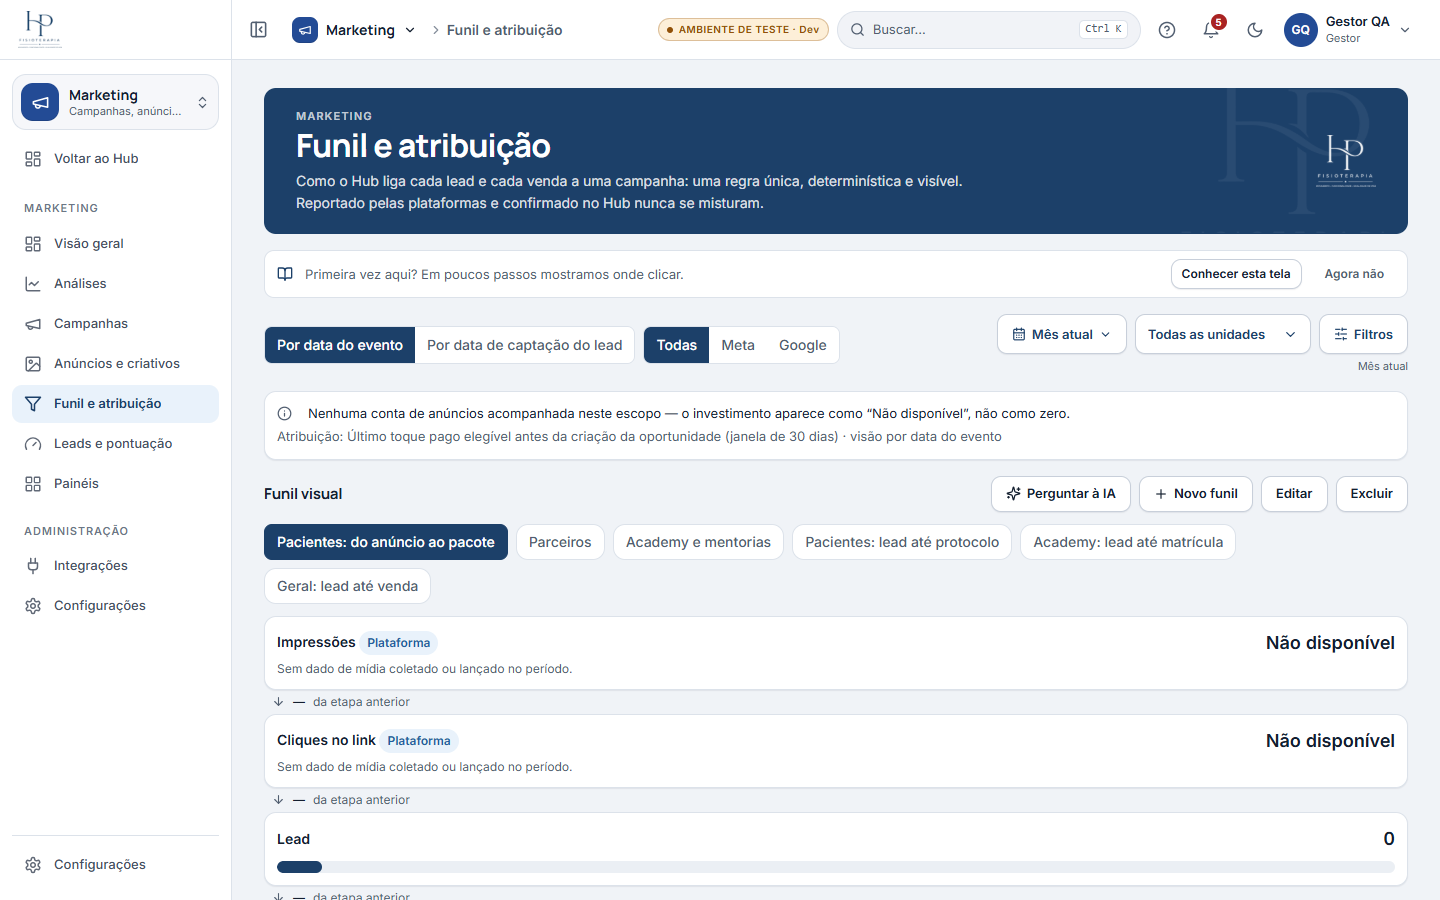 HP
FISIOTERAPIA
Marketing
Funil e atribuição
AMBIENTE DE TESTE · Dev
Buscar...
Ctrl K
5
GQ
Gestor QA
Gestor
Marketing
Campanhas, anúnci...
Voltar ao Hub
MARKETING
Visão geral
Análises
Campanhas
Anúncios e criativos
Funil e atribuição
Leads e pontuação
Painéis
ADMINISTRAÇÃO
Integrações
Configurações
Configurações
MARKETING
Funil e atribuição
Como o Hub liga cada lead e cada venda a uma campanha: uma regra única, determinística e visível.
Reportado pelas plataformas e confirmado no Hub nunca se misturam.
HP
FISIOTERAPIA
Primeira vez aqui? Em poucos passos mostramos onde clicar.
Conhecer esta tela
Agora não
Por data do evento
Por data de captação do lead
Todas
Meta
Google
Mês atual
Todas as unidades
Filtros
Mês atual
Nenhuma conta de anúncios acompanhada neste escopo — o investimento aparece como “Não disponível”, não como zero.
Atribuição: Último toque pago elegível antes da criação da oportunidade (janela de 30 dias) · visão por data do evento
Funil visual
Perguntar à IA
Novo funil
Editar
Excluir
Pacientes: do anúncio ao pacote
Parceiros
Academy e mentorias
Pacientes: lead até protocolo
Academy: lead até matrícula
Geral: lead até venda
Impressões
Plataforma
Não disponível
Sem dado de mídia coletado ou lançado no período.
— da etapa anterior
Cliques no link
Plataforma
Não disponível
Sem dado de mídia coletado ou lançado no período.
— da etapa anterior
Lead
0
— da etapa anterior